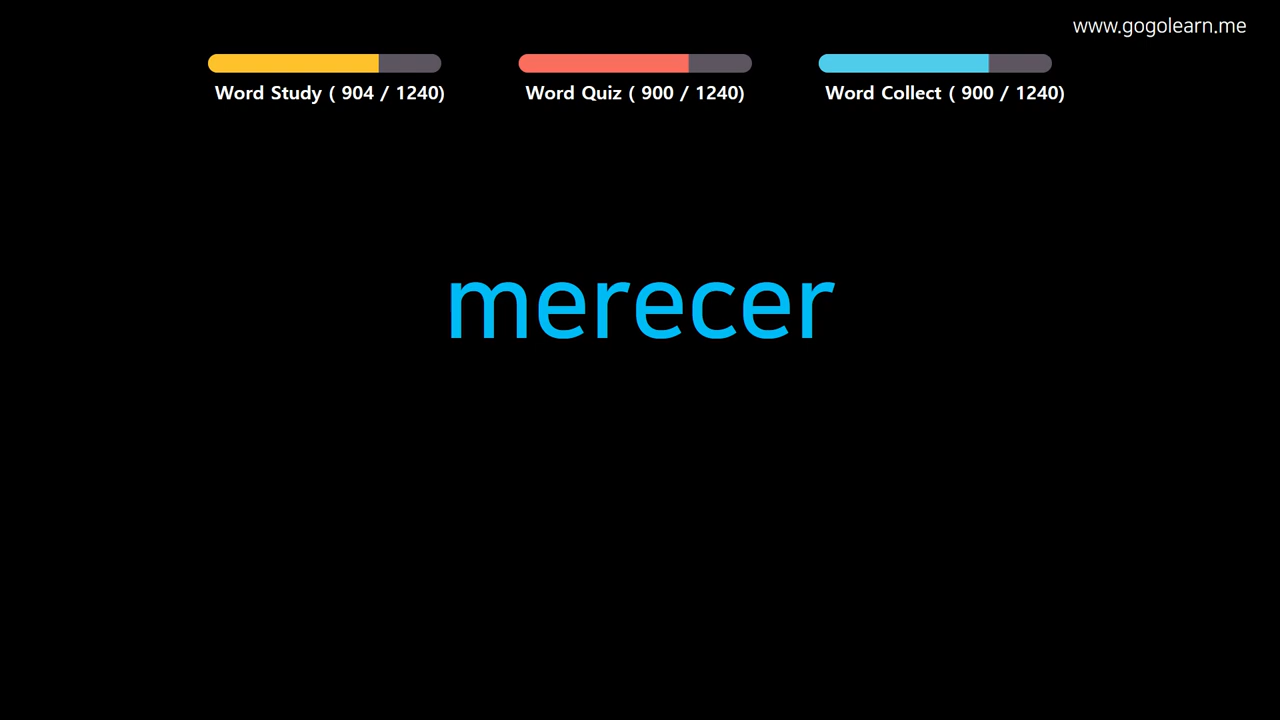 www.gogolearn.me
Word Study ( 904 / 1240)
Word Quiz ( 900 / 1240)
Word Collect ( 900 / 1240)
merecer